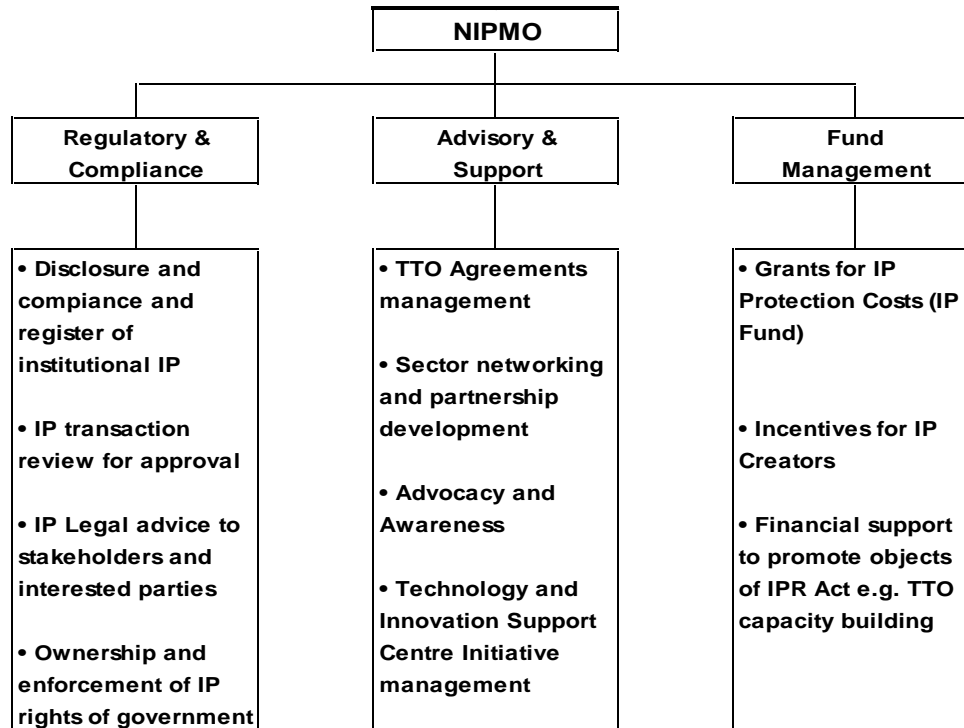 NIPMO
Regulatory &
Compliance
Advisory &
Support
Fund
Management
• Disclosure and
compiance and
register of
institutional IP
• IP transaction
review for approval
• IP Legal advice to
stakeholders and
interested parties
• Ownership and
enforcement of IP
rights of government
• TTO Agreements
management
• Sector networking
and partnership
development
• Advocacy and
Awareness
• Technology and
Innovation Support
Centre Initiative
management
• Grants for IP
Protection Costs (IP
Fund)
• Incentives for IP
Creators
• Financial support
to promote objects
of IPR Act e.g. TTO
capacity building